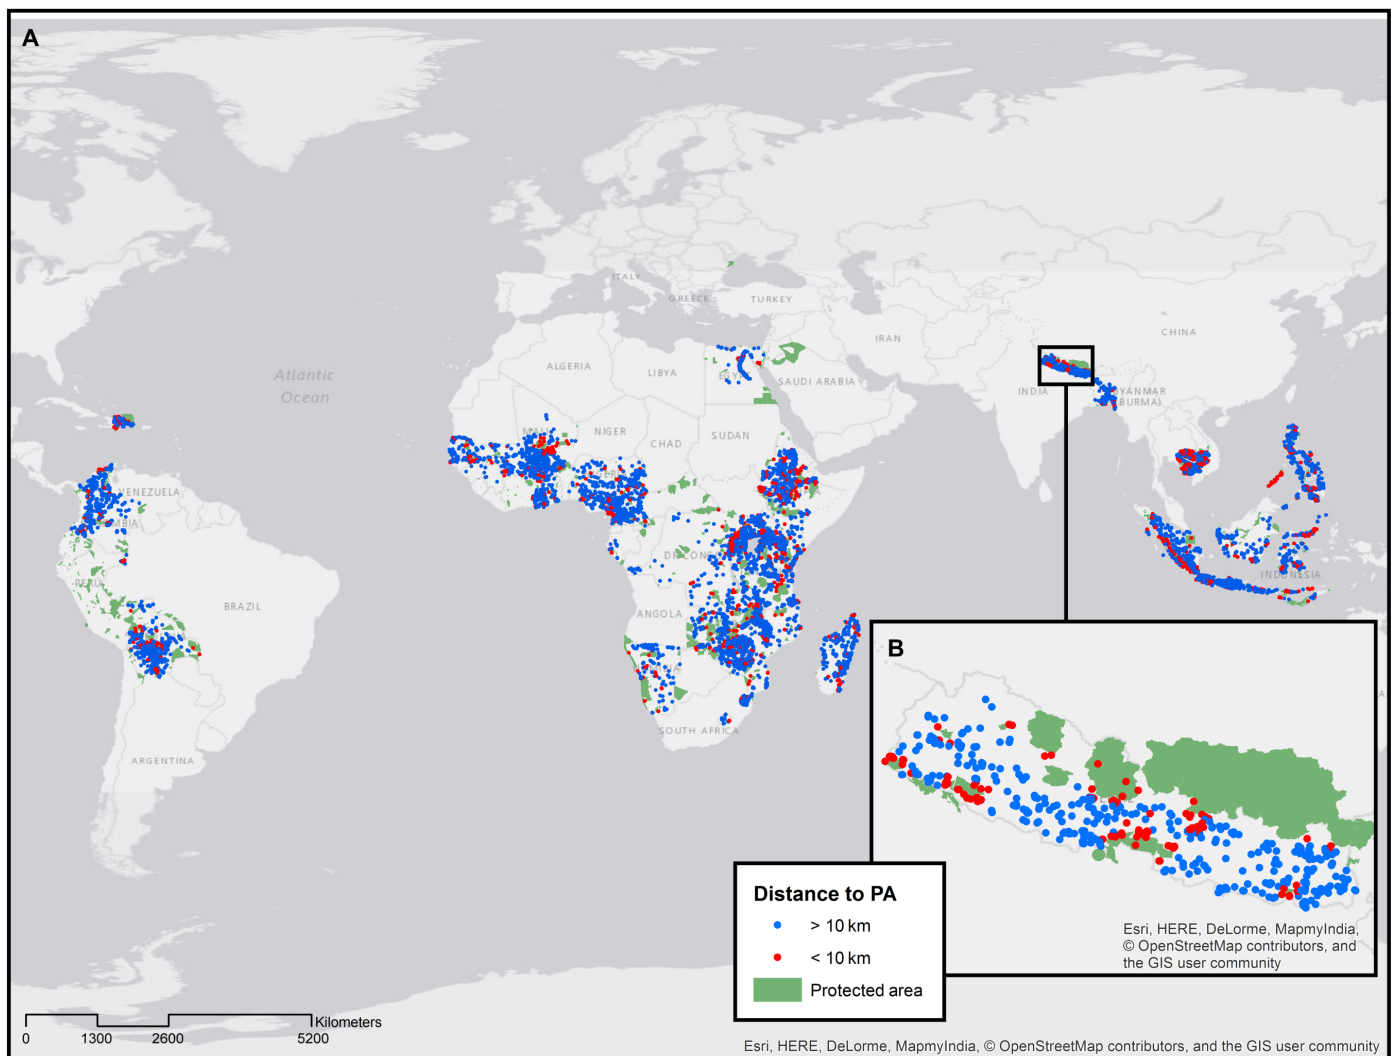 A
ITALY
GREECE
TURKEY
CHINA
IRAN
Atlantic
Ocean
ALGERIA
LIBYA
SAUDI ARABIA
INDIA
MYANMAR
(BURMA)
NIGER
CHAD
SUDAN
VENEZUELA
INDONESIA
PERU
BRAZIL
ANGOLA
SOUTH AFRICA
ARGENTINA
B
Esri, HERE, DeLorme, MapmyIndia,
© OpenStreetMap contributors, and
the GIS user community
Distance to PA
> 10 km
< 10 km
Protected area
Kilometers
0 1300 2600 5200
Esri, HERE, DeLorme, MapmyIndia, © OpenStreetMap contributors, and the GIS user community